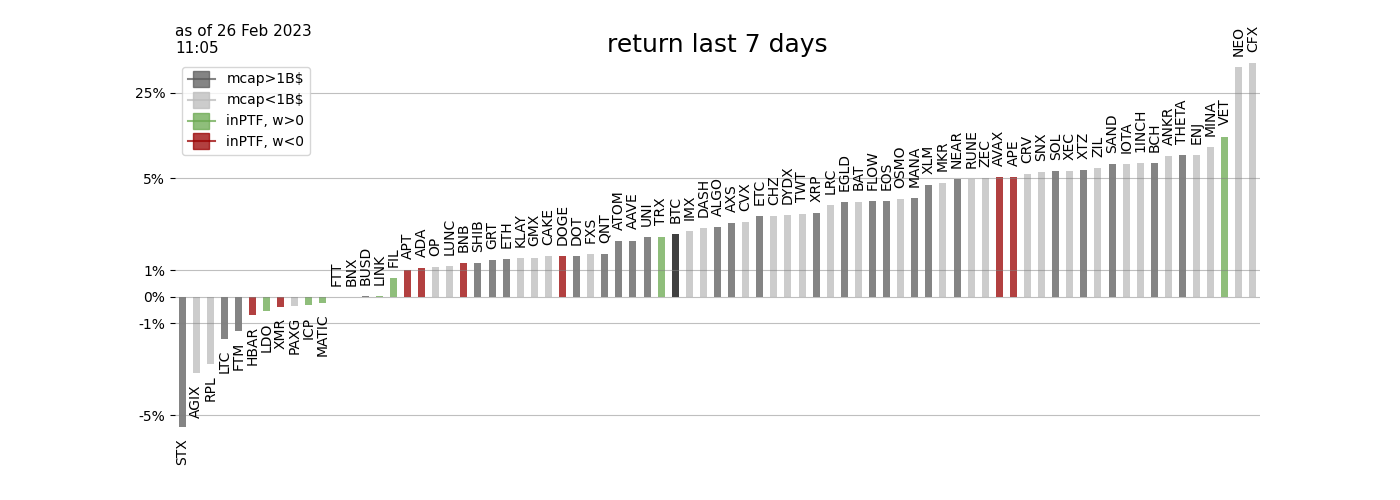 as of 26 Feb 2023
11:05
return last 7 days
mcap>1B$
mcap<1B$
inPTF, w>0
inPTF, w<0
25%
5%
1%
0%
-1%
-5%
STX
AGIX
RPL
LTC
FTM
HBAR
LDO
XMR
PAXG
ICP
MATIC
FTT
BNX
BUSD
LINK
FIL
APT
ADA
OP
LUNC
BNB
SHIB
GRT
ETH
KLAY
GMX
CAKE
DOGE
DOT
FXS
QNT
ATOM
AAVE
UNI
TRX
BTC
IMX
DASH
ALGO
AXS
CVX
ETC
CHZ
DYDX
TWT
XRP
LRC
EGLD
BAT
FLOW
EOS
OSMO
MANA
XLM
MKR
NEAR
RUNE
ZEC
AVAX
APE
CRV
SNX
SOL
XEC
XTZ
ZIL
SAND
IOTA
1INCH
BCH
ANKR
THETA
ENJ
MINA
VET
NEO
CFX